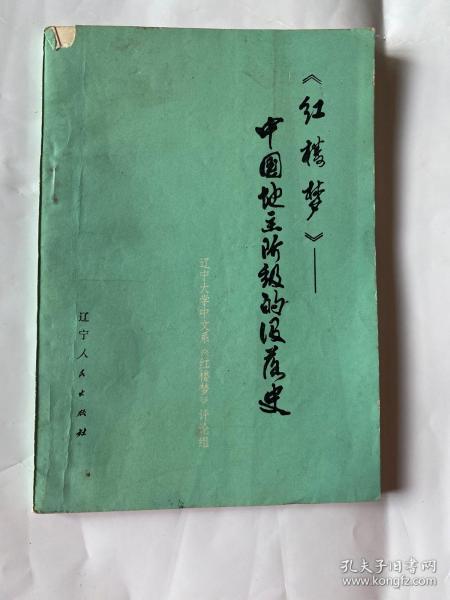 《红楼梦》——
中国地主阶级的没落史
辽宁大学中文系《红楼梦》评论组
辽宁人民出版社
孔夫子旧书网
www.kongfz.com